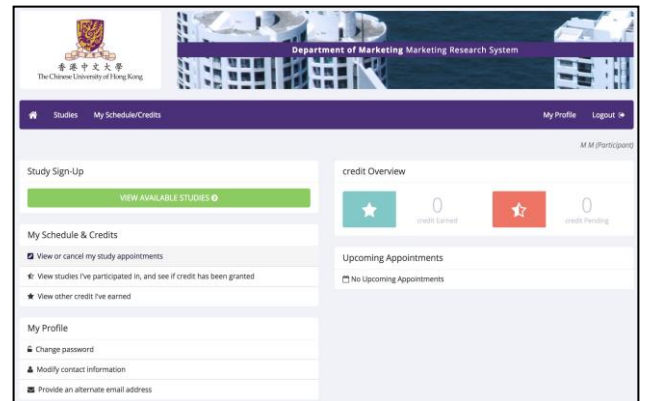 香港中文大學
The Chinese University of Hong Kong
Department of Marketing Marketing Research System
Studies My Schedule/Credits My Profile Logout
M M (Participant)
Study Sign-Up
VIEW AVAILABLE STUDIES
credit Overview
0
credit Earned
0
credit Pending
My Schedule & Credits
View or cancel my study appointments
View studies I've participated in, and see if credit has been granted
View other credit I've earned
Upcoming Appointments
No Upcoming Appointments
My Profile
Change password
Modify contact information
Provide an alternate email address